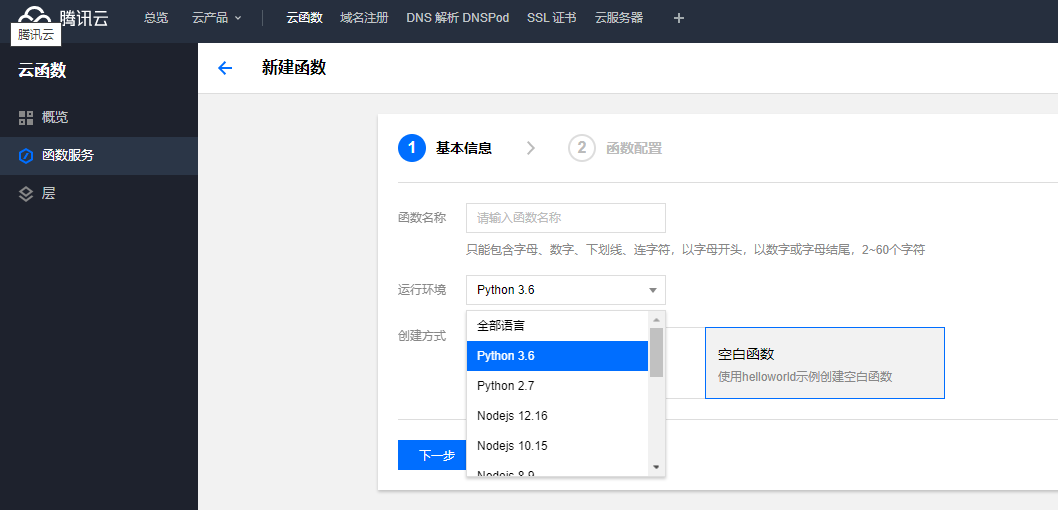 腾讯云 总览 云产品 云函数 域名注册 DNS 解析 DNSPod SSL 证书 云服务器 +
腾讯云
云函数
新建函数
概览
函数服务
层
1 基本信息 2 函数配置
函数名称 请输入函数名称
只能包含字母、数字、下划线、连字符，以字母开头，以数字或字母结尾，2~60个字符
运行环境 Python 3.6
创建方式
全部语言
Python 3.6
Python 2.7
Nodejs 12.16
Nodejs 10.15
Nodejs 8.9
空白函数
使用helloworld示例创建空白函数
下一步